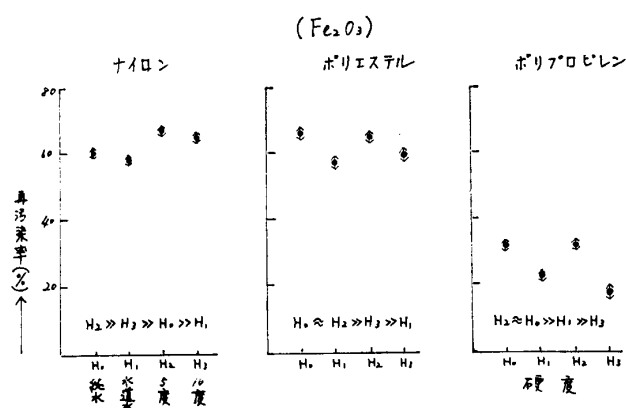 (Fe₂O₃)
ナイロン
ポリエステル
ポリプロピレン
80
60
40
20
再汚染率(%)
H₂≫H₃≫H₀≫H₁
H₀≈H₂≫H₃≫H₁
H₂≈H₀≫H₁≫H₃
H₀ H₁ H₂ H₃
H₀ H₁ H₂ H₃
H₀ H₁ H₂ H₃
純水
水道水
5度
10度
硬度